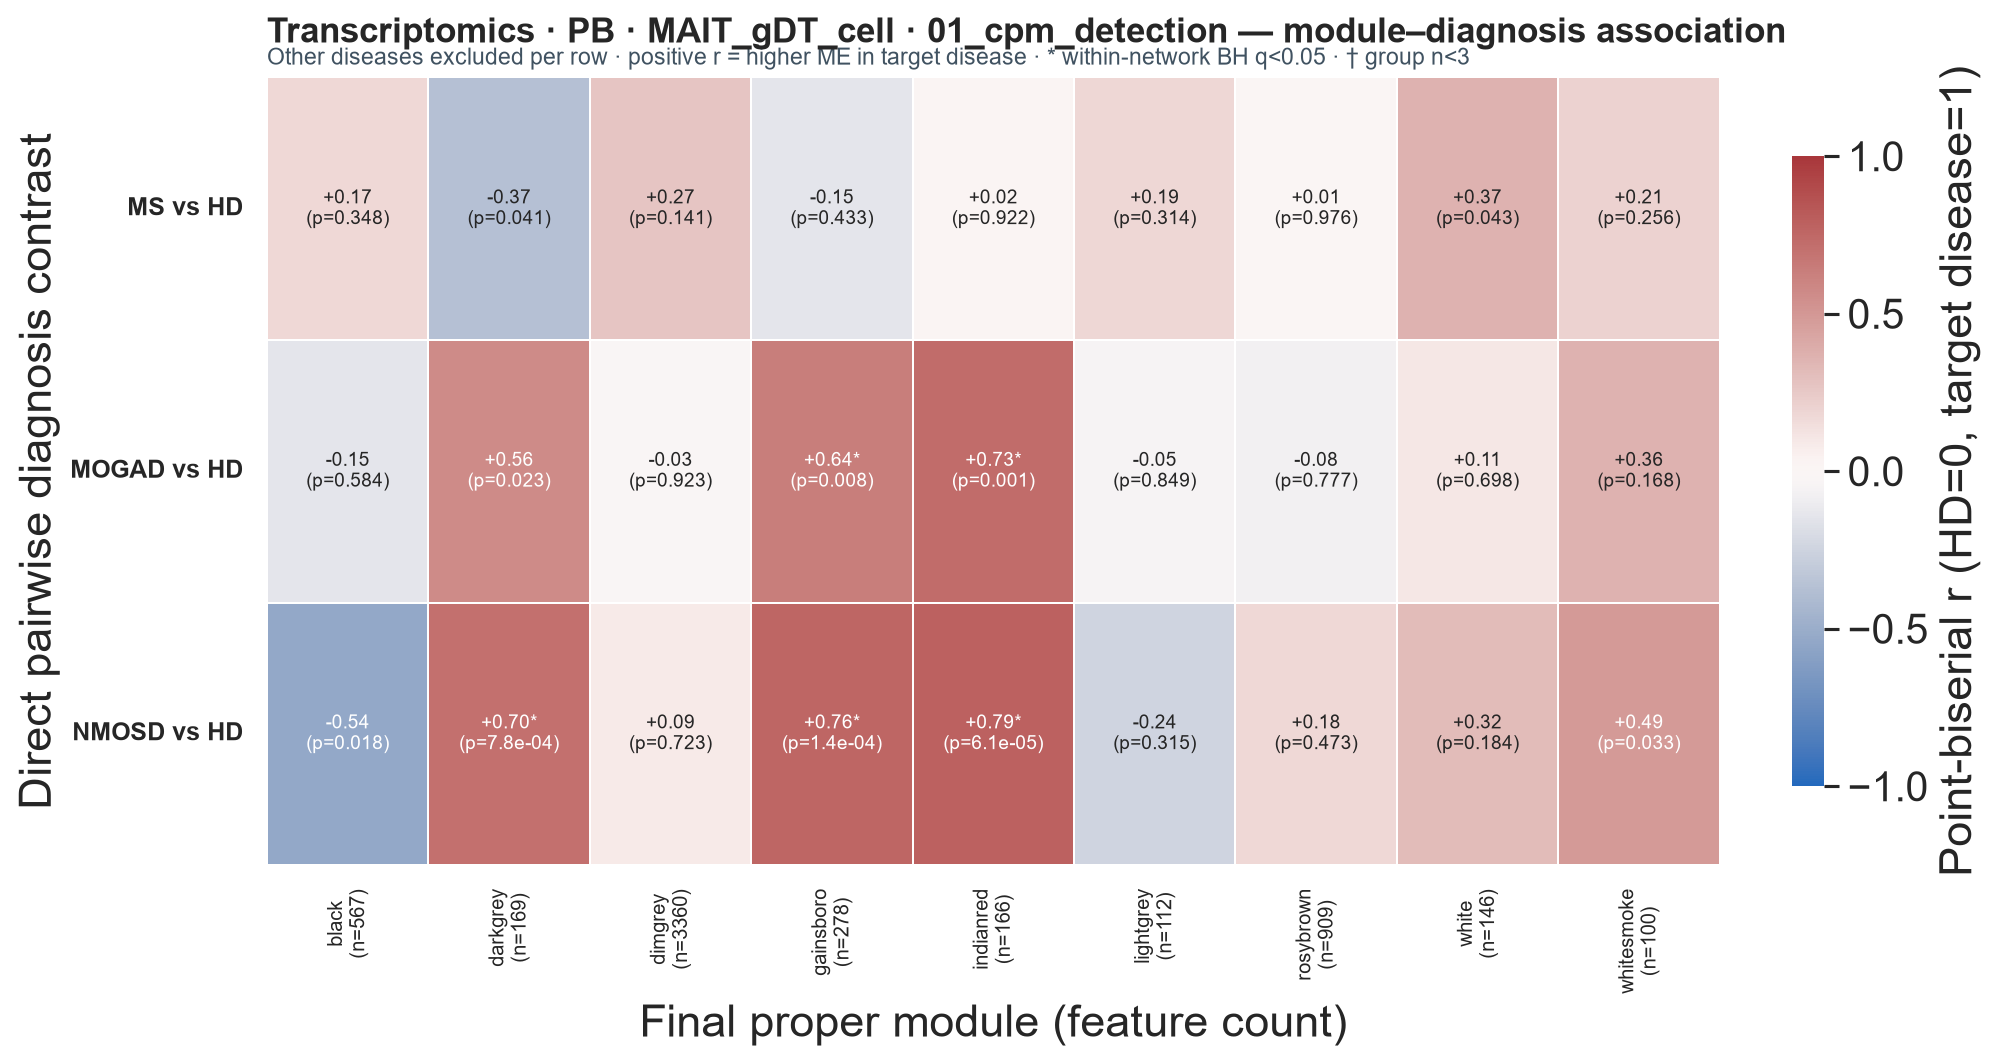 Transcriptomics · PB · MAIT_gDT_cell · 01_cpm_detection — module–diagnosis association
Other diseases excluded per row · positive r = higher ME in target disease · * within-network BH q<0.05 · † group n<3
Direct pairwise diagnosis contrast
MS vs HD
+0.17
(p=0.348)
-0.37
(p=0.041)
+0.27
(p=0.141)
-0.15
(p=0.433)
+0.02
(p=0.922)
+0.19
(p=0.314)
+0.01
(p=0.976)
+0.37
(p=0.043)
+0.21
(p=0.256)
MOGAD vs HD
-0.15
(p=0.584)
+0.56
(p=0.023)
-0.03
(p=0.923)
+0.64*
(p=0.008)
+0.73*
(p=0.001)
-0.05
(p=0.849)
-0.08
(p=0.777)
+0.11
(p=0.698)
+0.36
(p=0.168)
NMOSD vs HD
-0.54
(p=0.018)
+0.70*
(p=7.8e-04)
+0.09
(p=0.723)
+0.76*
(p=1.4e-04)
+0.79*
(p=6.1e-05)
-0.24
(p=0.315)
+0.18
(p=0.473)
+0.32
(p=0.184)
+0.49
(p=0.033)
black
(n=567)
darkgrey
(n=169)
dimgrey
(n=3360)
gainsboro
(n=278)
indianred
(n=166)
lightgrey
(n=112)
rosybrown
(n=909)
white
(n=146)
whitesmoke
(n=100)
Final proper module (feature count)
1.0
0.5
0.0
−0.5
−1.0
Point-biserial r (HD=0, target disease=1)